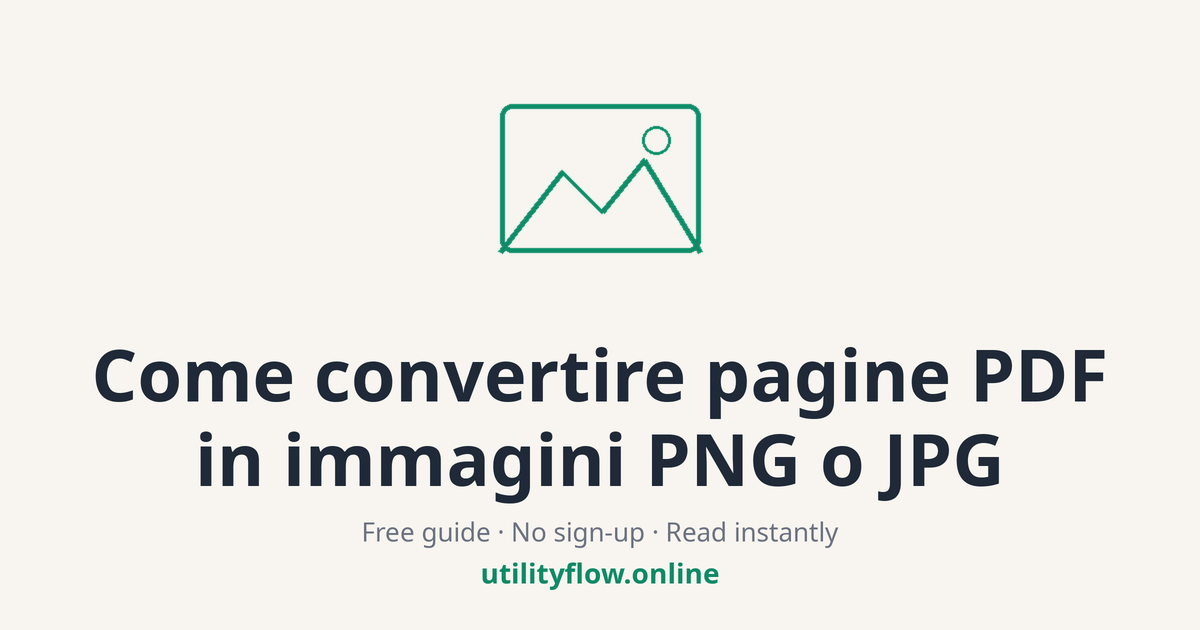 Come convertire pagine PDF
in immagini PNG o JPG
Free guide · No sign-up · Read instantly
utilityflow.online